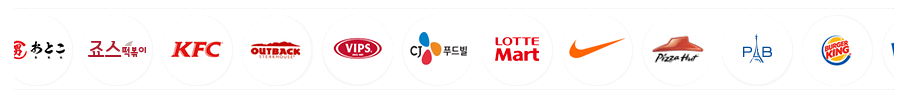 おとこ
죠스떡볶이
KFC
OUTBACK
STEAKHOUSE
VIPS
CJ 푸드빌
LOTTE
Mart
Pizza Hut
PB
BURGER
KING